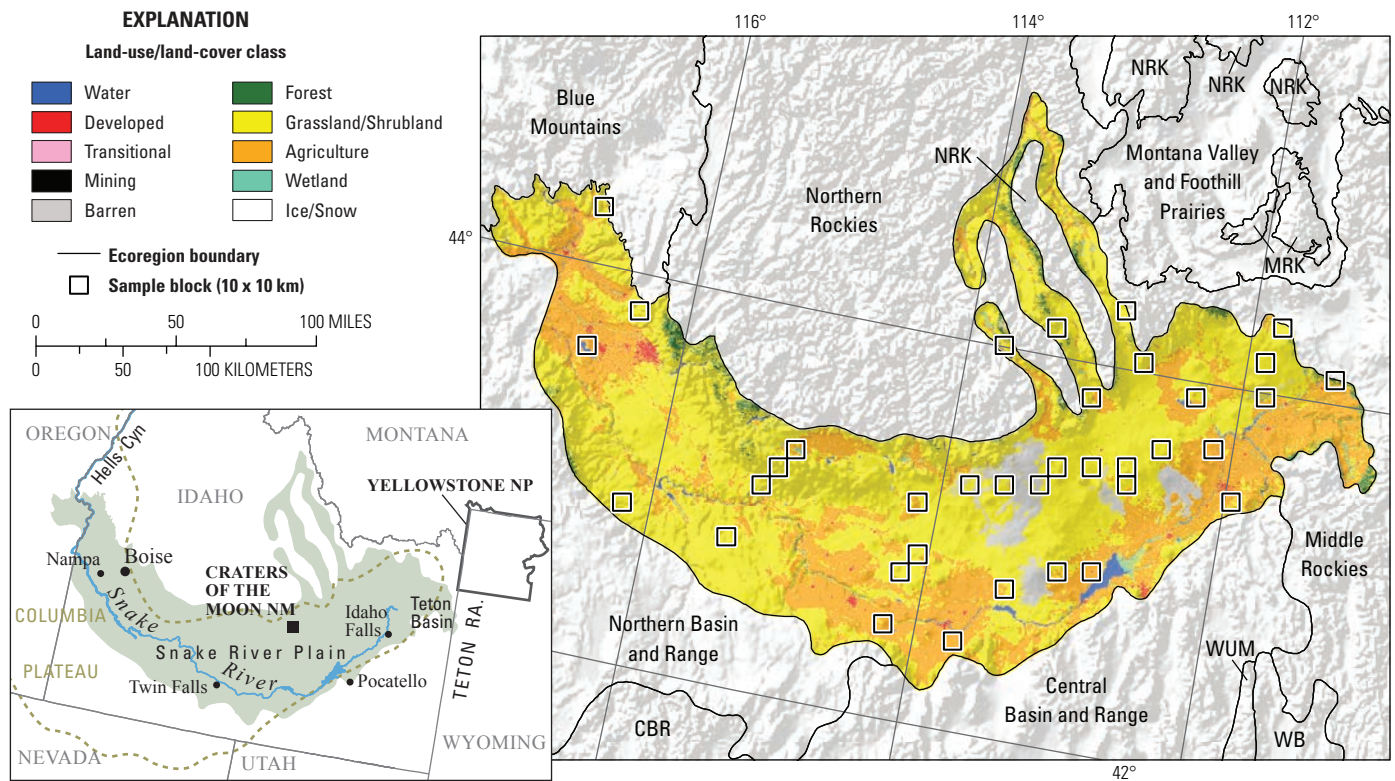 EXPLANATION
Land-use/land-cover class
Water
Developed
Transitional
Mining
Barren
Forest
Grassland/Shrubland
Agriculture
Wetland
Ice/Snow
Ecoregion boundary
Sample block (10 x 10 km)
0 50 100 MILES
0 50 100 KILOMETERS
116°
114°
112°
44°
42°
Blue
Mountains
Northern
Rockies
NRK
NRK
NRK
NRK
Montana Valley
and Foothill
Prairies
MRK
Middle
Rockies
Northern Basin
and Range
Central
Basin and Range
CBR
WUM
WB
OREGON
Hells Cyn
IDAHO
MONTANA
YELLOWSTONE NP
Nampa
Boise
CRATERS
OF THE
MOON NM
COLUMBIA
PLATEAU
Snake
River
Snake River Plain
Idaho
Falls
Teton
Basin
TETON RA.
Twin Falls
Pocatello
NEVADA
UTAH
WYOMING